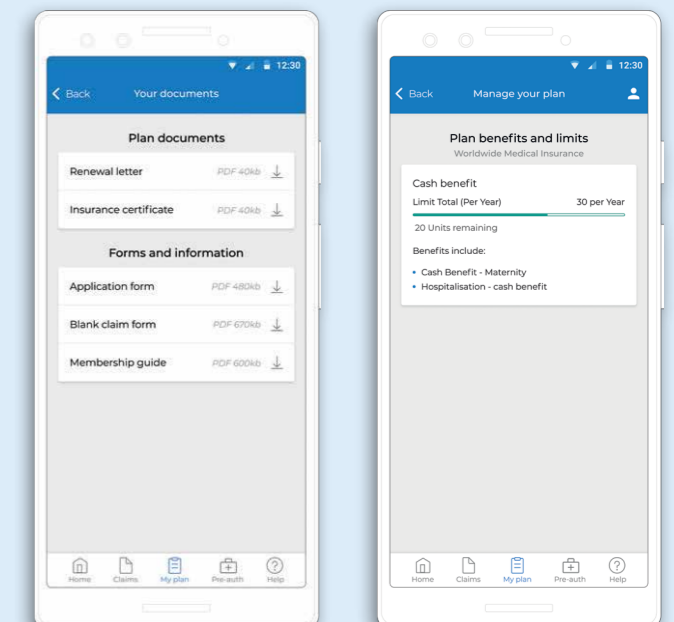 12:30
Back Your documents
Plan documents
Renewal letter PDF 40kb
Insurance certificate PDF 40kb
Forms and information
Application form PDF 480kb
Blank claim form PDF 670kb
Membership guide PDF 600kb
Home Claims My plan Pre-auth Help
12:30
Back Manage your plan
Plan benefits and limits
Worldwide Medical Insurance
Cash benefit
Limit Total (Per Year) 30 per Year
20 Units remaining
Benefits include:
• Cash Benefit - Maternity
• Hospitalisation - cash benefit
Home Claims My plan Pre-auth Help